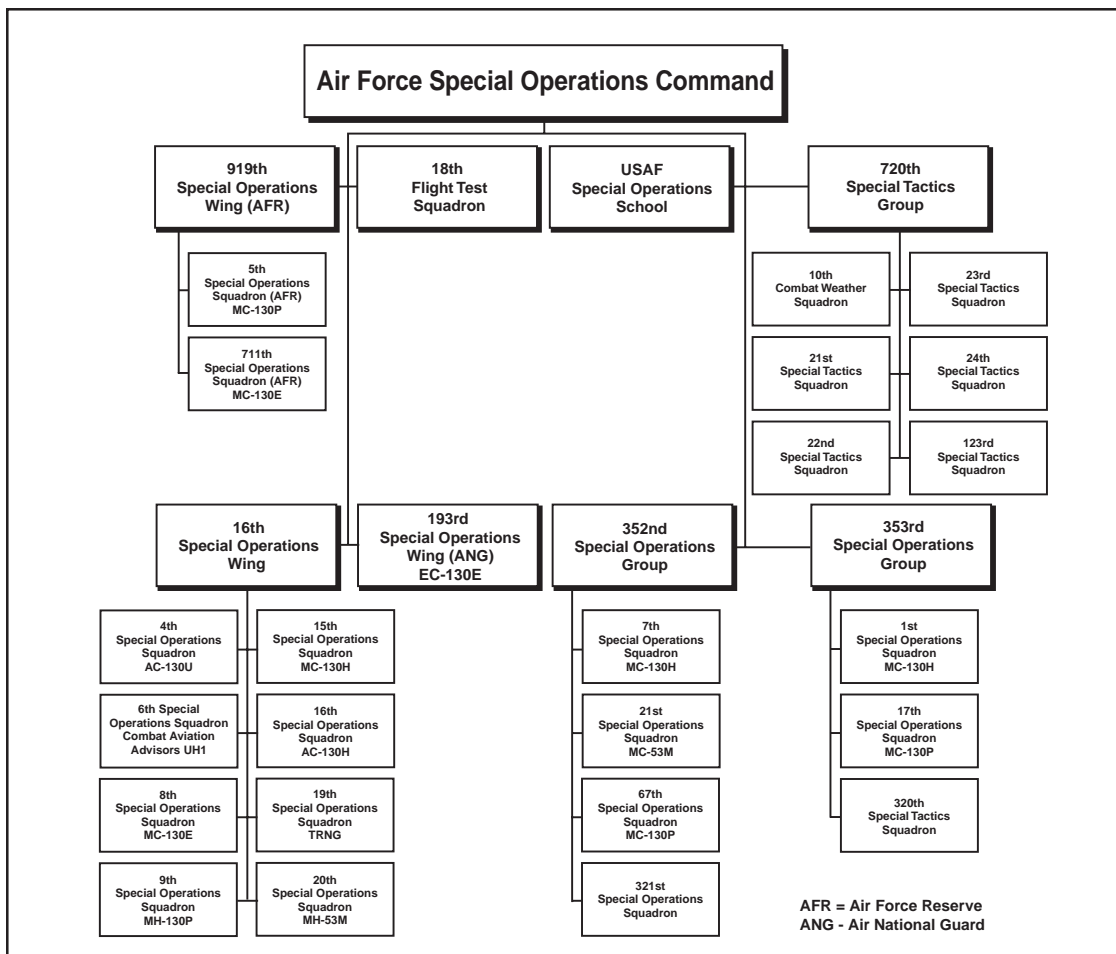 Air Force Special Operations Command
919th
Special Operations
Wing (AFR)
18th
Flight Test
Squadron
USAF
Special Operations
School
720th
Special Tactics
Group
5th
Special Operations
Squadron (AFR)
MC-130P
711th
Special Operations
Squadron (AFR)
MC-130E
10th
Combat Weather
Squadron
23rd
Special Tactics
Squadron
21st
Special Tactics
Squadron
24th
Special Tactics
Squadron
22nd
Special Tactics
Squadron
123rd
Special Tactics
Squadron
16th
Special Operations
Wing
193rd
Special Operations
Wing (ANG)
EC-130E
352nd
Special Operations
Group
353rd
Special Operations
Group
4th
Special Operations
Squadron
AC-130U
15th
Special Operations
Squadron
MC-130H
6th Special
Operations Squadron
Combat Aviation
Advisors UH1
16th
Special Operations
Squadron
AC-130H
8th
Special Operations
Squadron
MC-130E
19th
Special Operations
Squadron
TRNG
9th
Special Operations
Squadron
MH-130P
20th
Special Operations
Squadron
MH-53M
7th
Special Operations
Squadron
MC-130H
21st
Special Operations
Squadron
MC-53M
67th
Special Operations
Squadron
MC-130P
321st
Special Operations
Squadron
1st
Special Operations
Squadron
MC-130H
17th
Special Operations
Squadron
MC-130P
320th
Special Tactics
Squadron
AFR = Air Force Reserve
ANG - Air National Guard